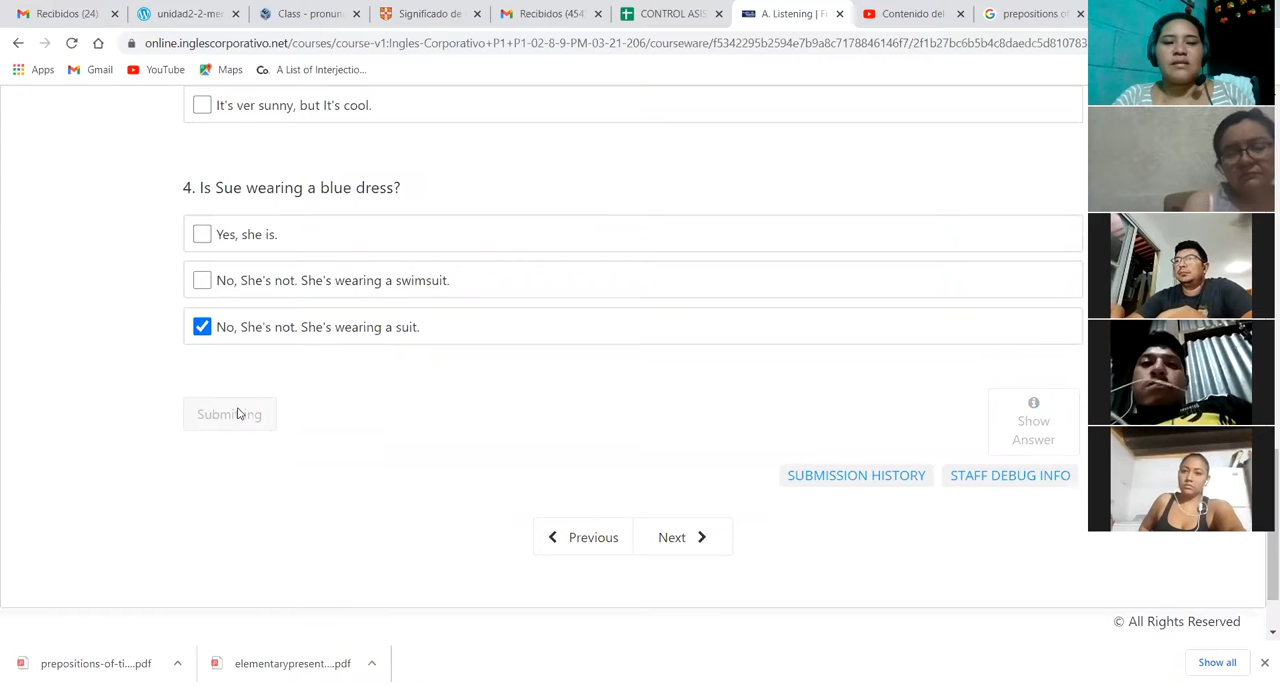 Recibidos (24)
unidad2-2-mer
Class - pronun
Significado de
Recibidos (454
CONTROL ASIS
A. Listening | Fi
Contenido del
prepositions of
online.inglescorporativo.net/courses/course-v1:Ingles-Corporativo+P1+P1-02-8-9-PM-03-21-206/courseware/f5342295b2594e7b9a8c7178846146f7/2f1b27bc6b5b4c8daedc5d810783
Apps
Gmail
YouTube
Maps
Co.
A List of Interjectio...
It's ver sunny, but It's cool.
4. Is Sue wearing a blue dress?
Yes, she is.
No, She's not. She's wearing a swimsuit.
No, She's not. She's wearing a suit.
Submitting
Show
Answer
SUBMISSION HISTORY
STAFF DEBUG INFO
Previous
Next
© All Rights Reserved
prepositions-of-ti....pdf
elementarypresent....pdf
Show all